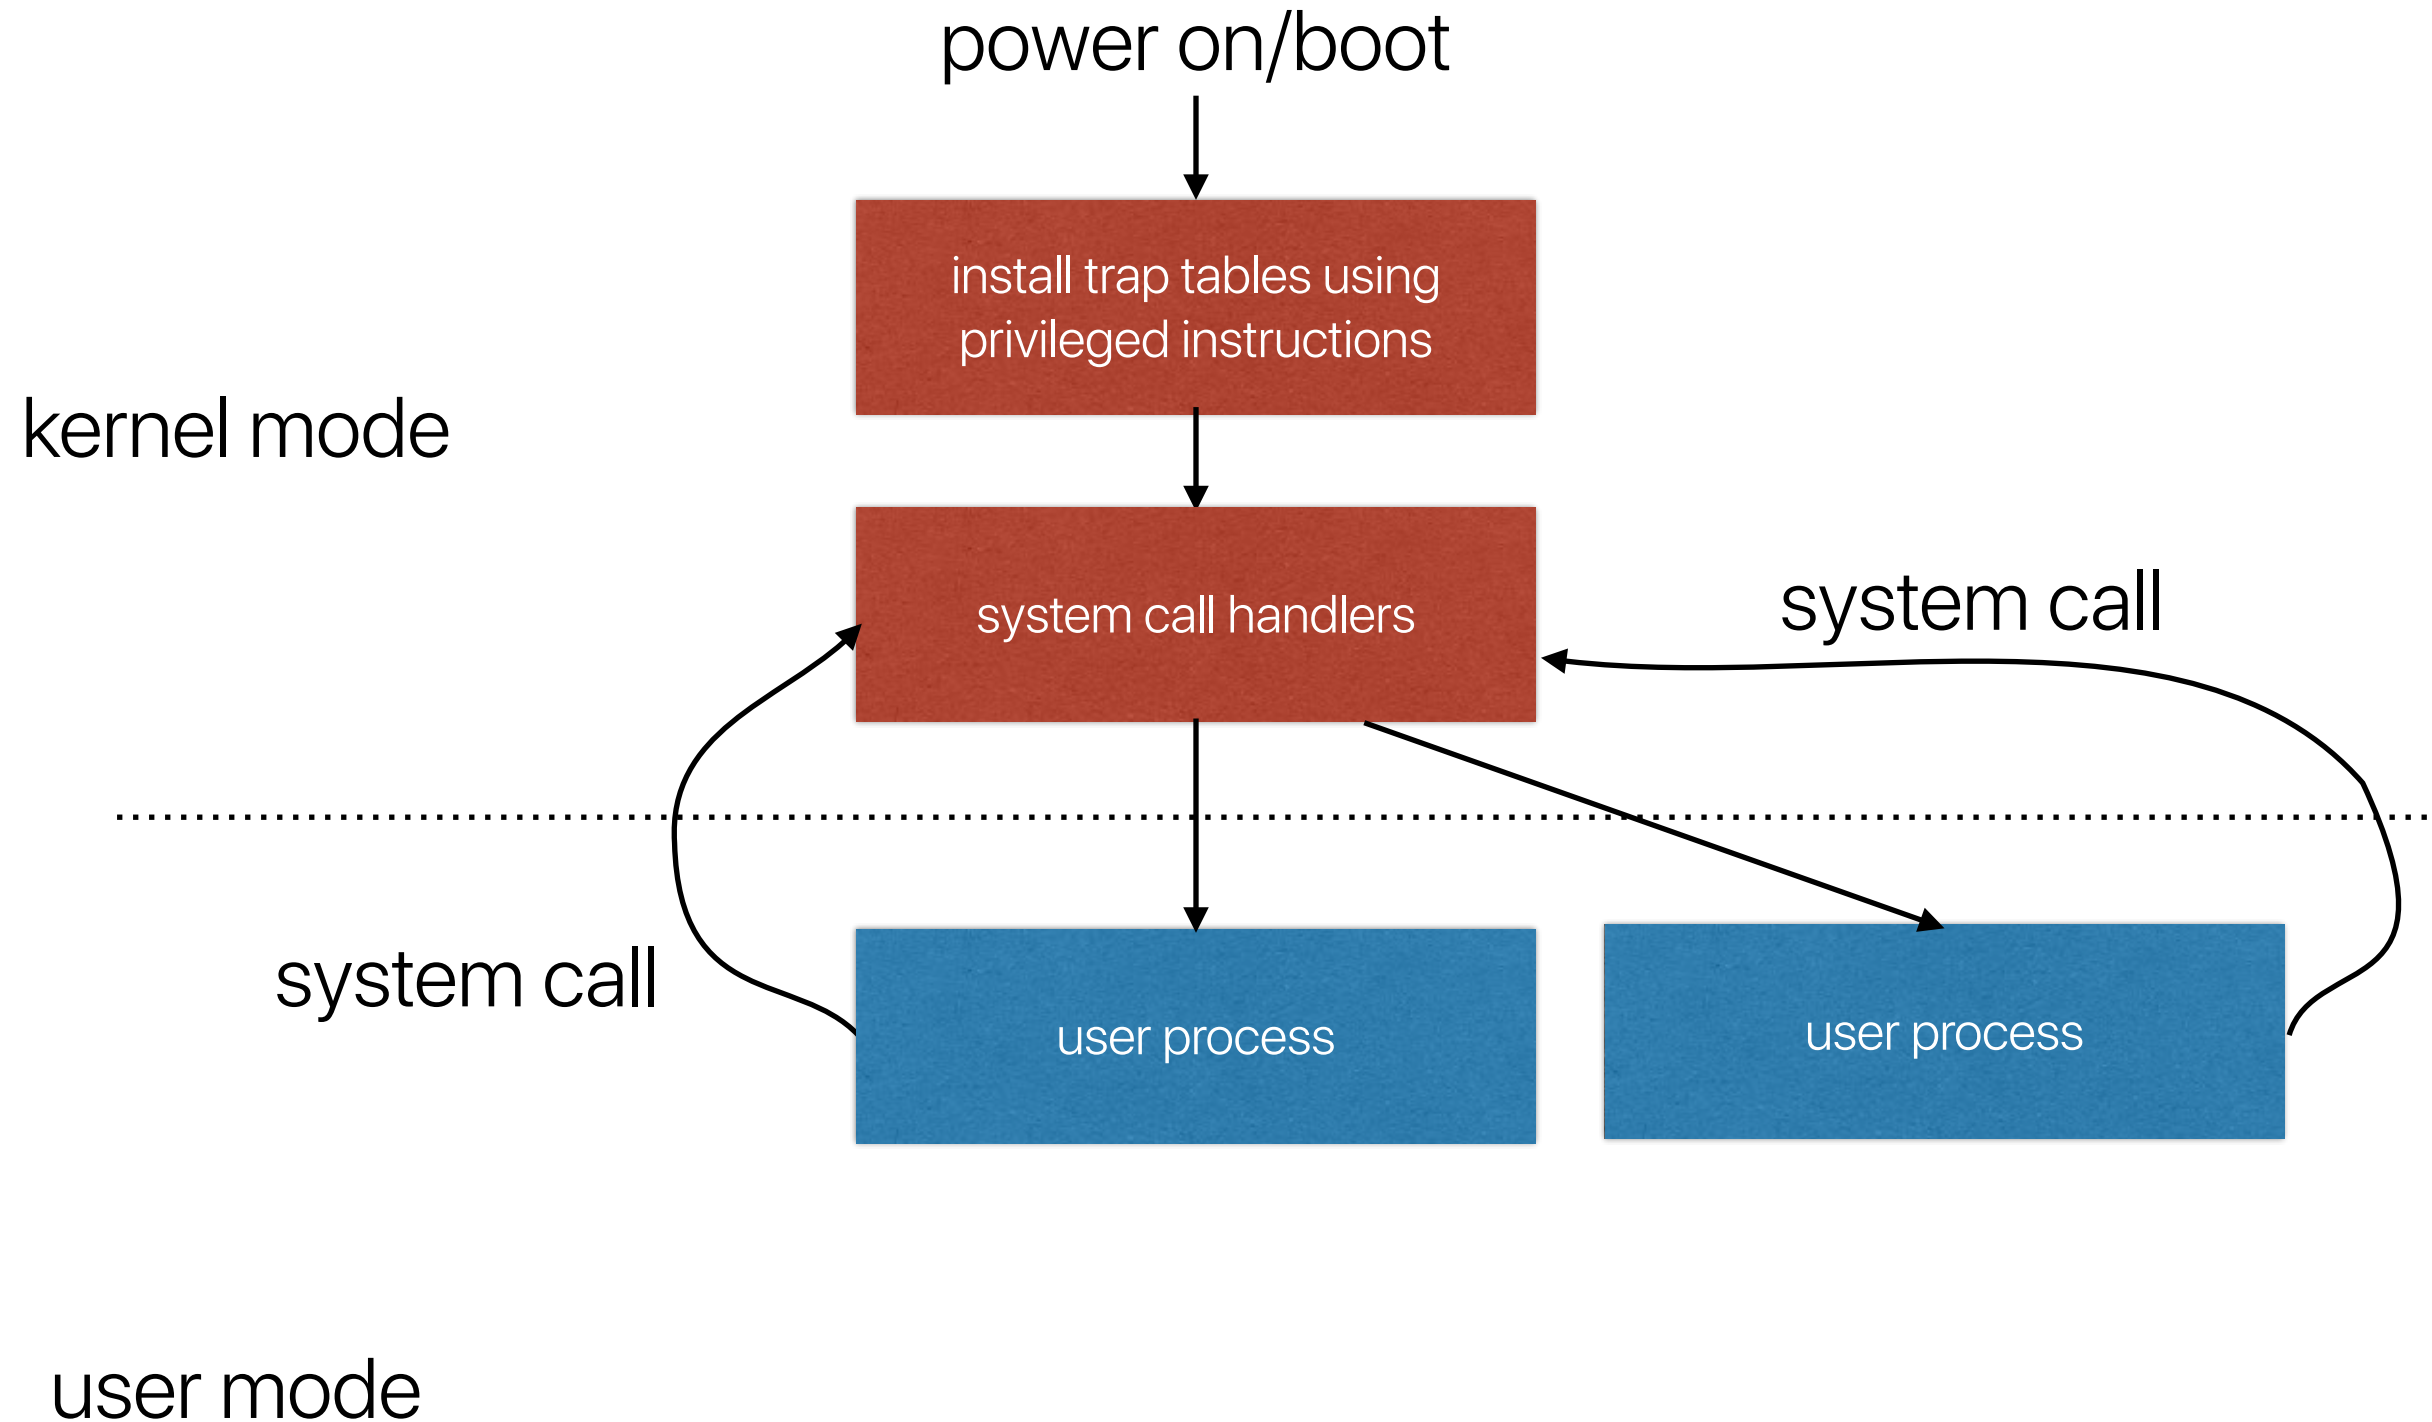 power on/boot
install trap tables using
privileged instructions
kernel mode
system call handlers
system call
system call
user process
user process
user mode